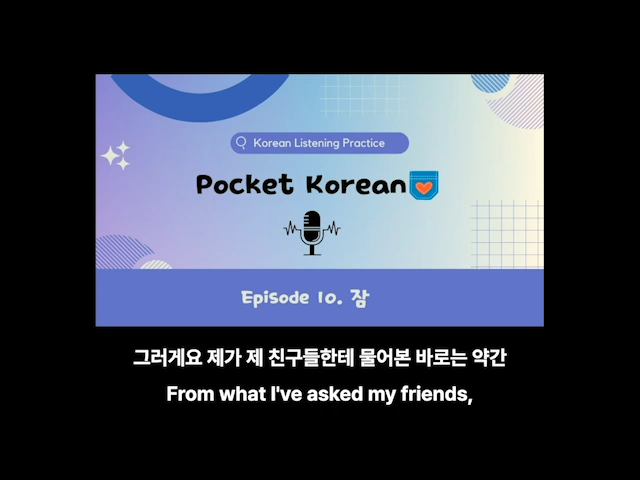 Korean Listening Practice
Pocket Korean
Episode 10. 잠
그러게요 제가 제 친구들한테 물어본 바로는 약간
From what I've asked my friends,